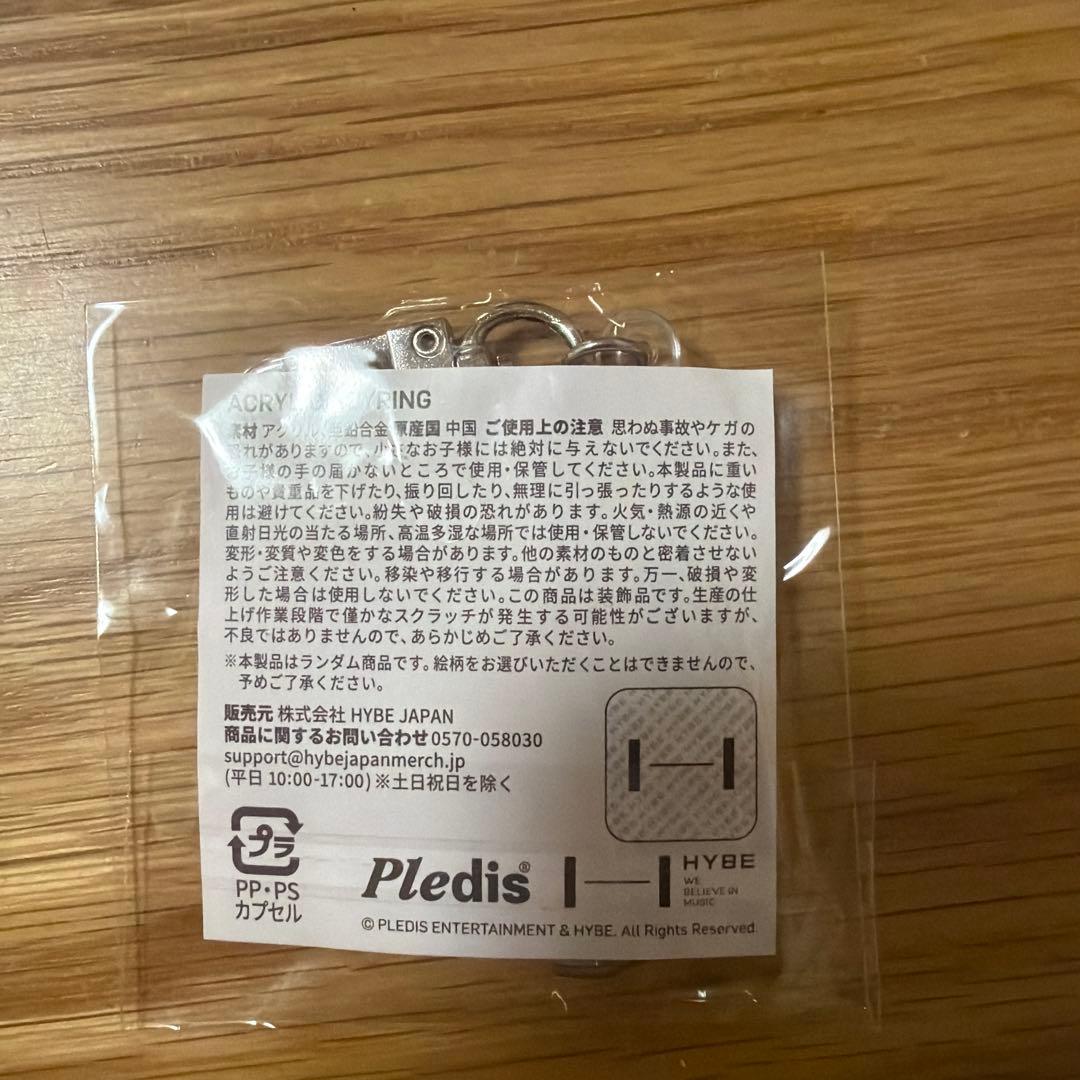 ACRYLIC KEYRING
素材 アクリル、亜鉛合金 原産国 中国 ご使用上の注意 思わぬ事故やケガの
恐れがありますので、小さなお子様には絶対に与えないでください。また、
お子様の手の届かないところで使用・保管してください。本製品に重い
ものや貴重品を下げたり、振り回したり、無理に引っ張ったりするような使
用は避けてください。紛失や破損の恐れがあります。火気・熱源の近くや
直射日光の当たる場所、高温多湿な場所では使用・保管しないでください。
変形・変質や変色をする場合があります。他の素材のものと密着させない
ようご注意ください。移染や移行する場合があります。万一、破損や変
形した場合は使用しないでください。この商品は装飾品です。生産の仕
上げ作業段階で僅かなスクラッチが発生する可能性がございますが、
不良ではありませんので、あらかじめご了承ください。
※本製品はランダム商品です。絵柄をお選びいただくことはできませんので、
予めご了承ください。
販売元 株式会社 HYBE JAPAN
商品に関するお問い合わせ 0570-058030
support@hybejapanmerch.jp
(平日 10:00-17:00) ※土日祝日を除く
プラ
PP・PS
カプセル
Pledis®
HYBE
WE
BELIEVE IN
MUSIC
© PLEDIS ENTERTAINMENT & HYBE. All Rights Reserved.